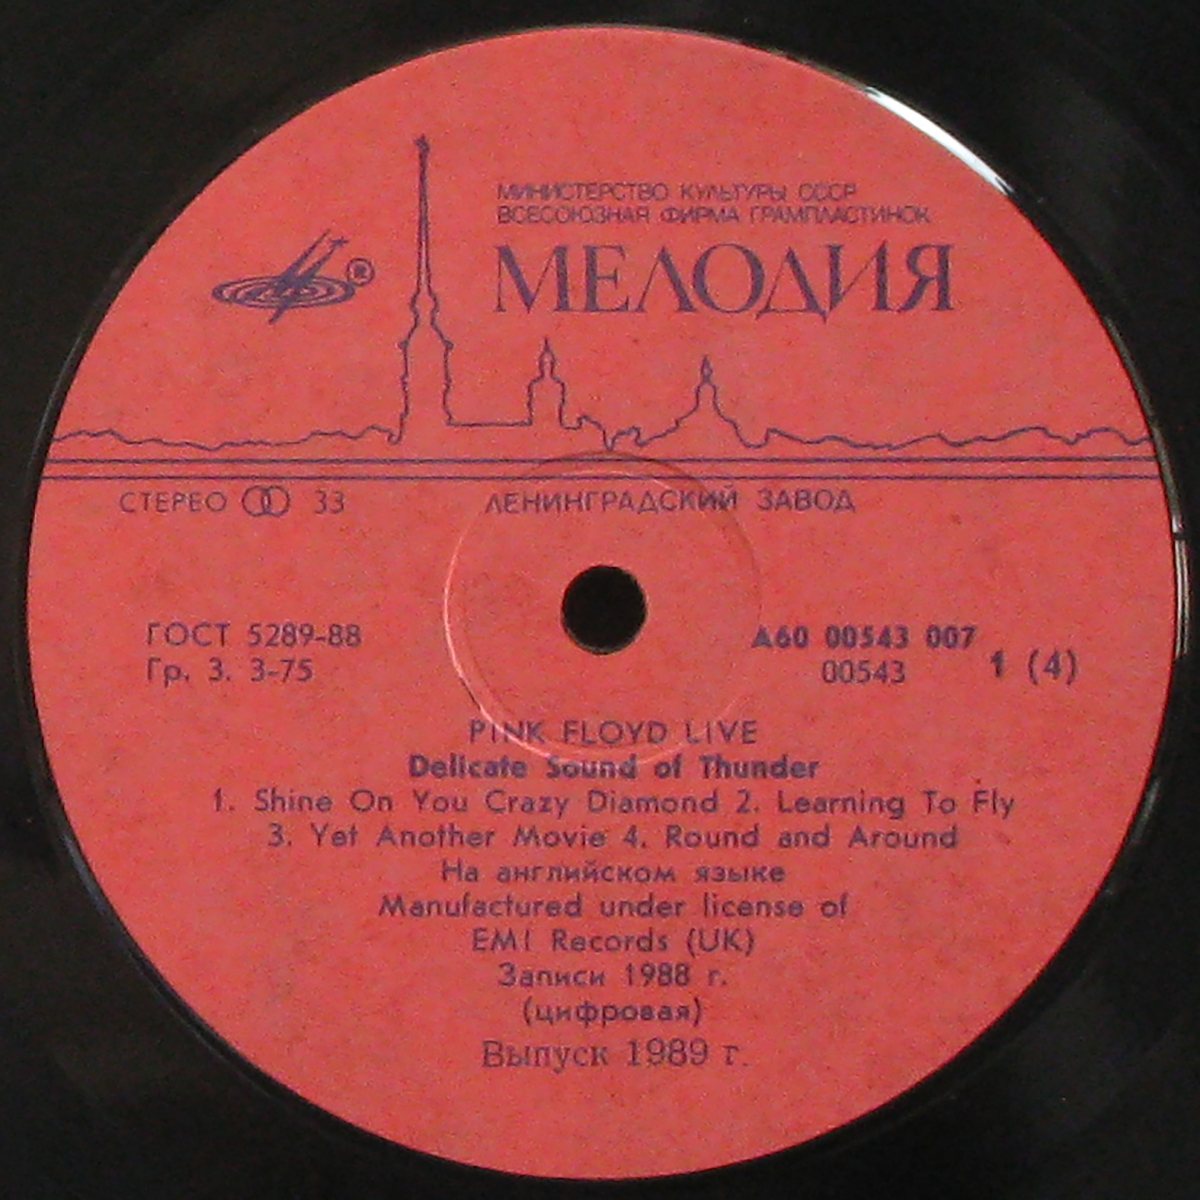 МИНИСТЕРСТВО КУЛЬТУРЫ СССР
ВСЕСОЮЗНАЯ ФИРМА ГРАМПЛАСТИНОК
МЕЛОДИЯ
®
СТЕРЕО 33
ЛЕНИНГРАДСКИЙ ЗАВОД
ГОСТ 5289-88
Гр. 3. 3-75
А60 00543 007
00543
1 (4)
PINK FLOYD LIVE
Delicate Sound of Thunder
1. Shine On You Crazy Diamond 2. Learning To Fly
3. Yet Another Movie 4. Round and Around
На английском языке
Manufactured under license of
EMI Records (UK)
Записи 1988 г.
(цифровая)
Выпуск 1989 г.